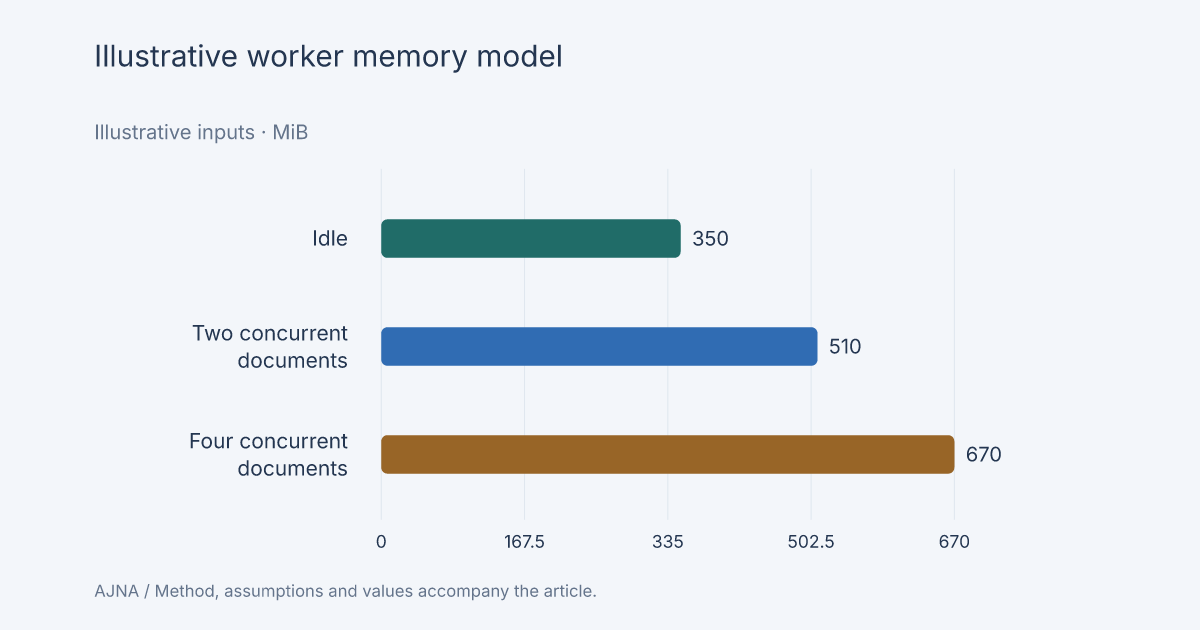 Illustrative worker memory model
Illustrative inputs · MiB
Idle
350
Two concurrent
documents
510
Four concurrent
documents
670
0
167.5
335
502.5
670
AJNA / Method, assumptions and values accompany the article.